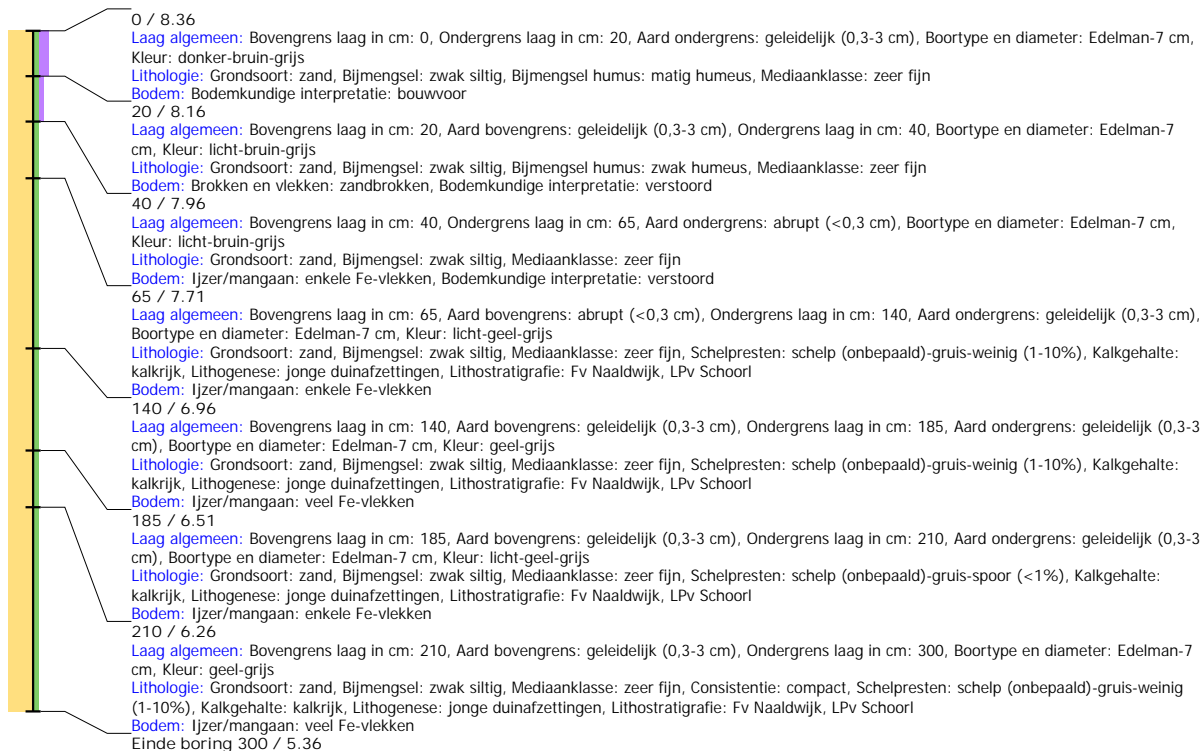 0 / 8.36
Laag algemeen: Bovengrens laag in cm: 0, Ondergrens laag in cm: 20, Aard ondergrens: geleidelijk (0,3-3 cm), Boortype en diameter: Edelman-7 cm,
Kleur: donker-bruin-grijs
Lithologie: Grondsoort: zand, Bijmengsel: zwak siltig, Bijmengsel humus: matig humeus, Mediaanklasse: zeer fijn
Bodem: Bodemkundige interpretatie: bouwvoor
20 / 8.16
Laag algemeen: Bovengrens laag in cm: 20, Aard bovengrens: geleidelijk (0,3-3 cm), Ondergrens laag in cm: 40, Boortype en diameter: Edelman-7
cm, Kleur: licht-bruin-grijs
Lithologie: Grondsoort: zand, Bijmengsel: zwak siltig, Bijmengsel humus: zwak humeus, Mediaanklasse: zeer fijn
Bodem: Brokken en vlekken: zandbrokken, Bodemkundige interpretatie: verstoord
40 / 7.96
Laag algemeen: Bovengrens laag in cm: 40, Ondergrens laag in cm: 65, Aard ondergrens: abrupt (<0,3 cm), Boortype en diameter: Edelman-7 cm,
Kleur: licht-bruin-grijs
Lithologie: Grondsoort: zand, Bijmengsel: zwak siltig, Mediaanklasse: zeer fijn
Bodem: Ijzer/mangaan: enkele Fe-vlekken, Bodemkundige interpretatie: verstoord
65 / 7.71
Laag algemeen: Bovengrens laag in cm: 65, Aard bovengrens: abrupt (<0,3 cm), Ondergrens laag in cm: 140, Aard ondergrens: geleidelijk (0,3-3 cm),
Boortype en diameter: Edelman-7 cm, Kleur: licht-geel-grijs
Lithologie: Grondsoort: zand, Bijmengsel: zwak siltig, Mediaanklasse: zeer fijn, Schelpresten: schelp (onbepaald)-gruis-weinig (1-10%), Kalkgehalte:
kalkrijk, Lithogenese: jonge duinafzettingen, Lithostratigrafie: Fv Naaldwijk, LPv Schoorl
Bodem: Ijzer/mangaan: enkele Fe-vlekken
140 / 6.96
Laag algemeen: Bovengrens laag in cm: 140, Aard bovengrens: geleidelijk (0,3-3 cm), Ondergrens laag in cm: 185, Aard ondergrens: geleidelijk (0,3-3
cm), Boortype en diameter: Edelman-7 cm, Kleur: geel-grijs
Lithologie: Grondsoort: zand, Bijmengsel: zwak siltig, Mediaanklasse: zeer fijn, Schelpresten: schelp (onbepaald)-gruis-weinig (1-10%), Kalkgehalte:
kalkrijk, Lithogenese: jonge duinafzettingen, Lithostratigrafie: Fv Naaldwijk, LPv Schoorl
Bodem: Ijzer/mangaan: veel Fe-vlekken
185 / 6.51
Laag algemeen: Bovengrens laag in cm: 185, Aard bovengrens: geleidelijk (0,3-3 cm), Ondergrens laag in cm: 210, Aard ondergrens: geleidelijk (0,3-3
cm), Boortype en diameter: Edelman-7 cm, Kleur: licht-geel-grijs
Lithologie: Grondsoort: zand, Bijmengsel: zwak siltig, Mediaanklasse: zeer fijn, Schelpresten: schelp (onbepaald)-gruis-spoor (<1%), Kalkgehalte:
kalkrijk, Lithogenese: jonge duinafzettingen, Lithostratigrafie: Fv Naaldwijk, LPv Schoorl
Bodem: Ijzer/mangaan: enkele Fe-vlekken
210 / 6.26
Laag algemeen: Bovengrens laag in cm: 210, Aard bovengrens: geleidelijk (0,3-3 cm), Ondergrens laag in cm: 300, Boortype en diameter: Edelman-7
cm, Kleur: geel-grijs
Lithologie: Grondsoort: zand, Bijmengsel: zwak siltig, Mediaanklasse: zeer fijn, Consistentie: compact, Schelpresten: schelp (onbepaald)-gruis-weinig
(1-10%), Kalkgehalte: kalkrijk, Lithogenese: jonge duinafzettingen, Lithostratigrafie: Fv Naaldwijk, LPv Schoorl
Bodem: Ijzer/mangaan: veel Fe-vlekken
Einde boring 300 / 5.36